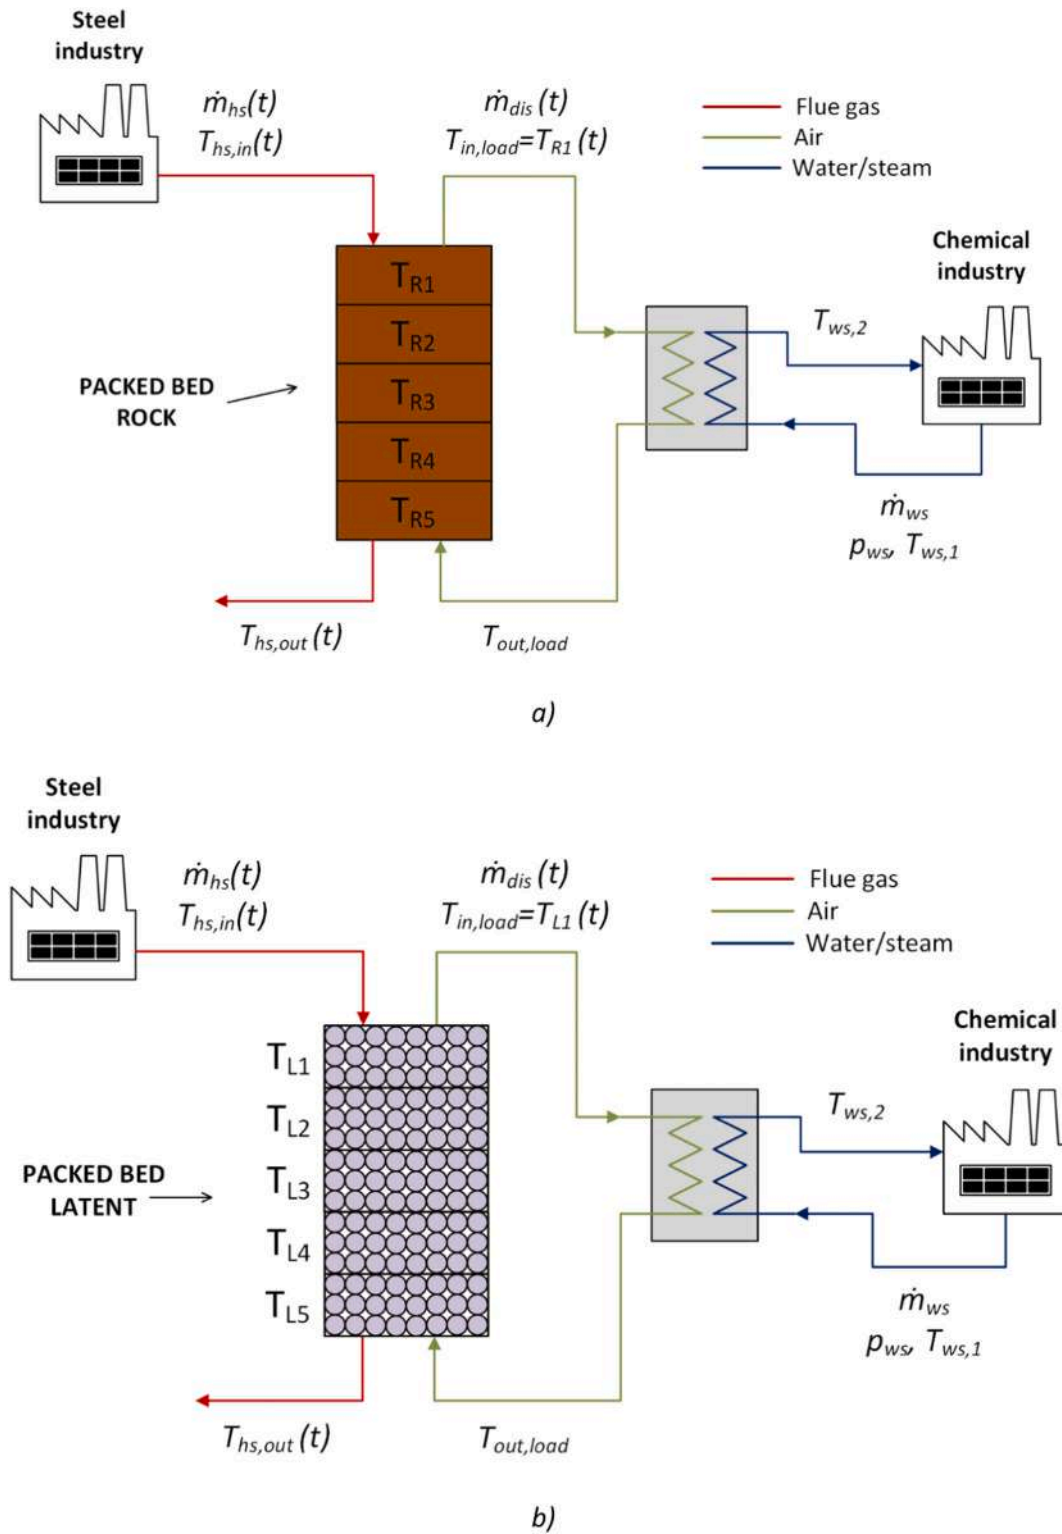 Steel
industry
ṁhs(t)
Ths,in(t)
ṁdis (t)
Tin,load=TR1 (t)
Flue gas
Air
Water/steam
Chemical
industry
TR1
TR2
TR3
TR4
TR5
PACKED BED
ROCK
Tws,2
ṁws
pws, Tws,1
Ths,out (t)
Tout,load
a)
Steel
industry
ṁhs(t)
Ths,in(t)
ṁdis (t)
Tin,load=TL1 (t)
Flue gas
Air
Water/steam
Chemical
industry
TL1
TL2
TL3
TL4
TL5
PACKED BED
LATENT
Tws,2
ṁws
pws, Tws,1
Ths,out (t)
Tout,load
b)